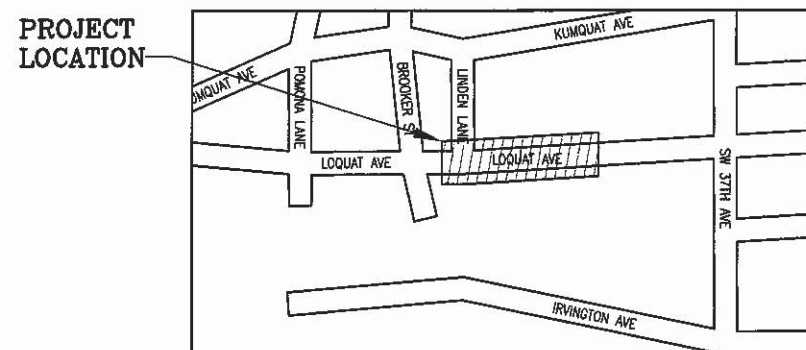 PROJECT
LOCATION
KUMQUAT AVE
UMQUAT AVE
POMONA LANE
BROOKER ST
LINDEN LANE
LOQUAT AVE
LOQUAT AVE
SW 37TH AVE
IRVINGTON AVE